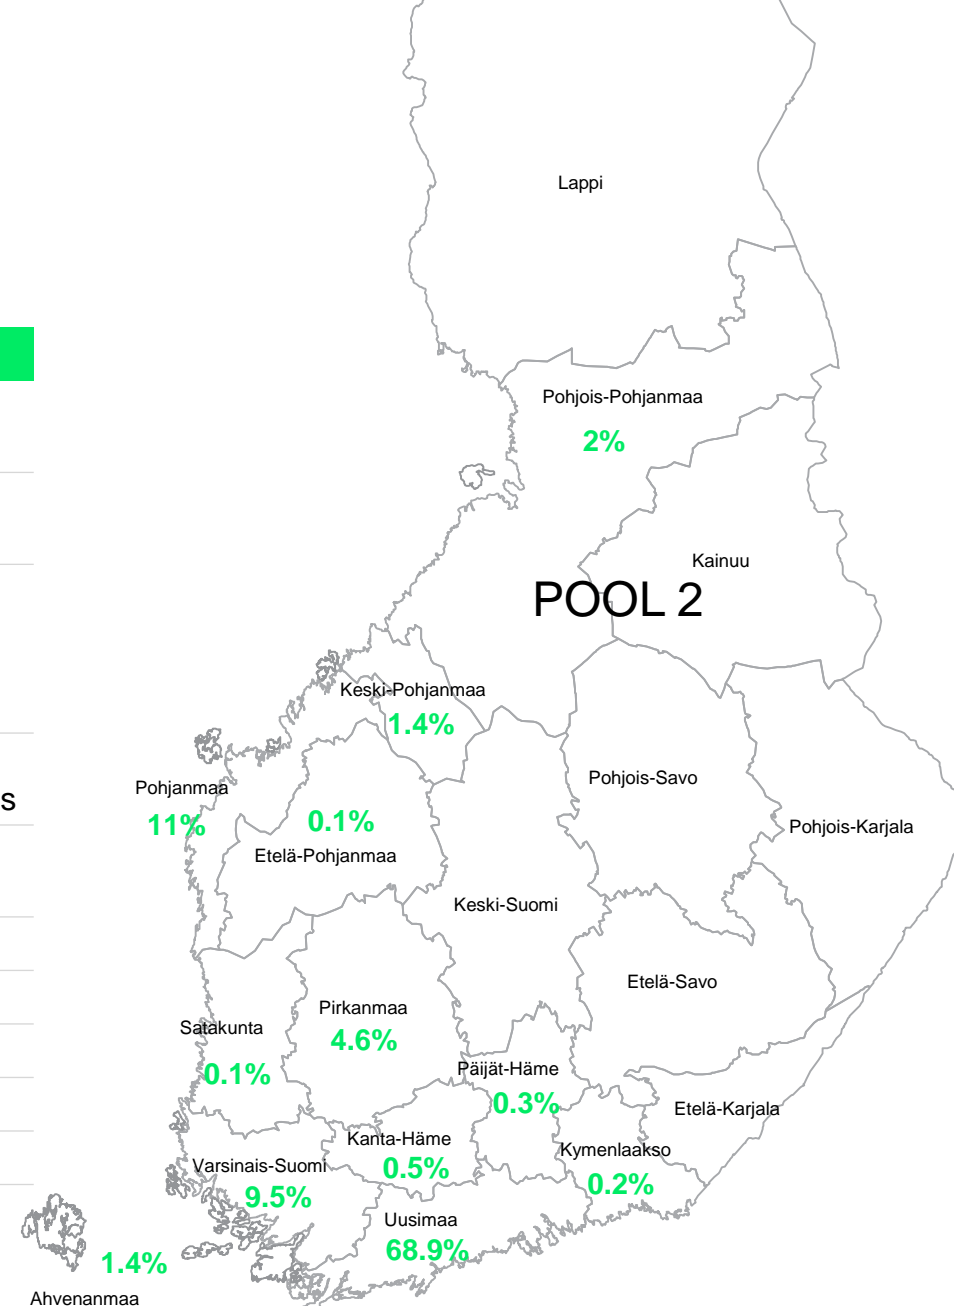 Lappi
Pohjois-Pohjanmaa
2%
Kainuu
POOL 2
Keski-Pohjanmaa
1.4%
Pohjois-Savo
Pohjanmaa
s
11%
0.1%
Pohjois-Karjala
Etelä-Pohjanmaa
Keski-Suomi
Etelä-Savo
Pirkanmaa
4.6%
Satakunta
0.1%
Päijät-Häme
0.3%
Etelä-Karjala
Kanta-Häme
0.5%
Kymenlaakso
0.2%
Varsinais-Suomi
9.5%
Uusimaa
68.9%
1.4%
Ahvenanmaa